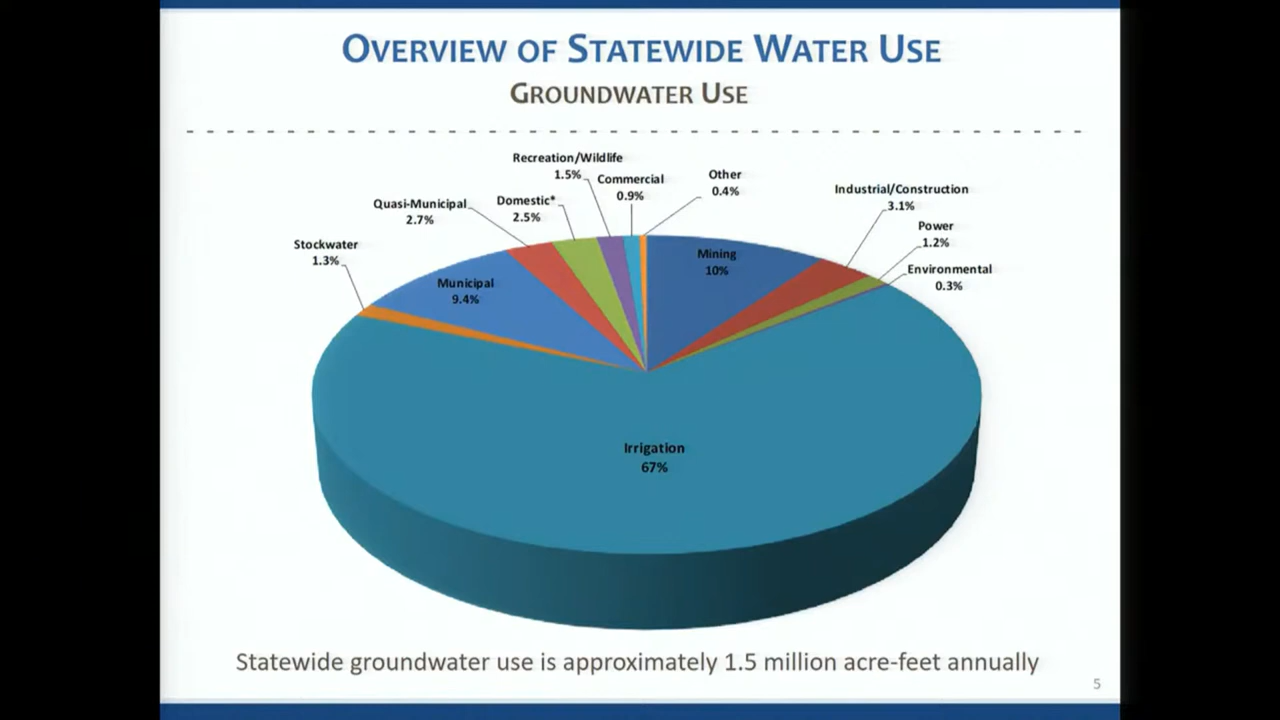 OVERVIEW OF STATEWIDE WATER USE
GROUNDWATER USE
Recreation/Wildlife
1.5%
Commercial
0.9%
Other
0.4%
Industrial/Construction
3.1%
Quasi-Municipal
2.7%
Domestic*
2.5%
Power
1.2%
Stockwater
1.3%
Mining
10%
Environmental
0.3%
Municipal
9.4%
Irrigation
67%
Statewide groundwater use is approximately 1.5 million acre-feet annually
5